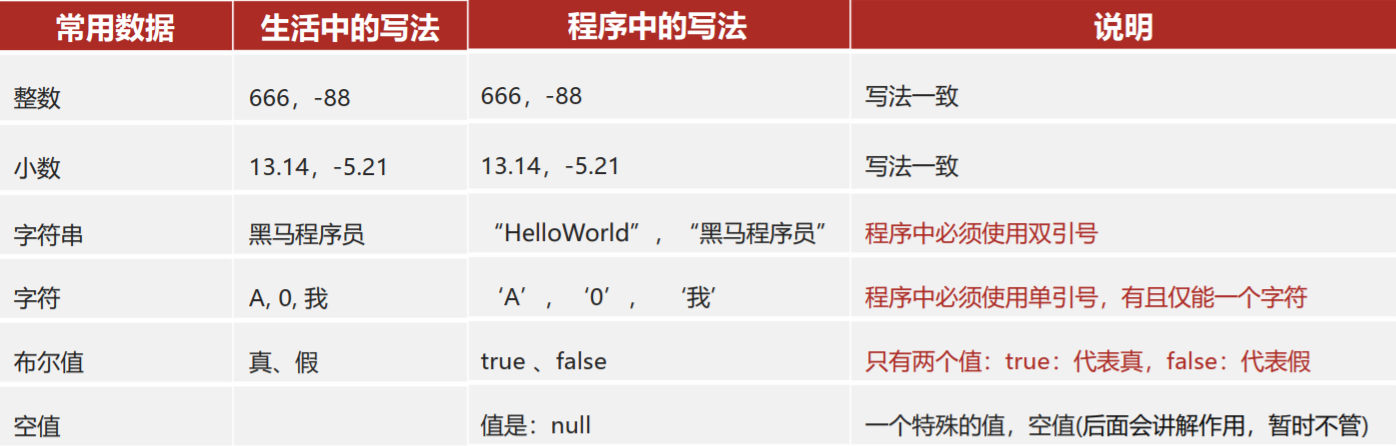 常用数据 生活中的写法 程序中的写法 说明
整数 666，-88 666，-88 写法一致
小数 13.14，-5.21 13.14，-5.21 写法一致
字符串 黑马程序员 “HelloWorld”，“黑马程序员” 程序中必须使用双引号
字符 A, 0, 我 ‘A’，‘0’， ‘我’ 程序中必须使用单引号，有且仅能一个字符
布尔值 真、假 true 、false 只有两个值：true：代表真，false：代表假
空值 值是：null 一个特殊的值，空值(后面会讲解作用，暂时不管)